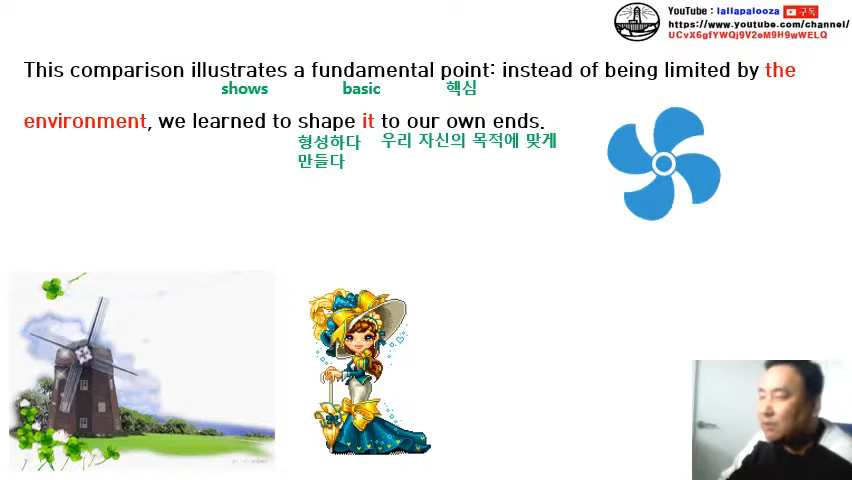 YouTube : lallapalooza 구독
https://www.youtube.com/channel/
UCvX6gfYWQj9V2eM9H9wWELQ
This comparison illustrates a fundamental point: instead of being limited by the
shows basic 핵심
environment, we learned to shape it to our own ends.
형성하다 우리 자신의 목적에 맞게
만들다